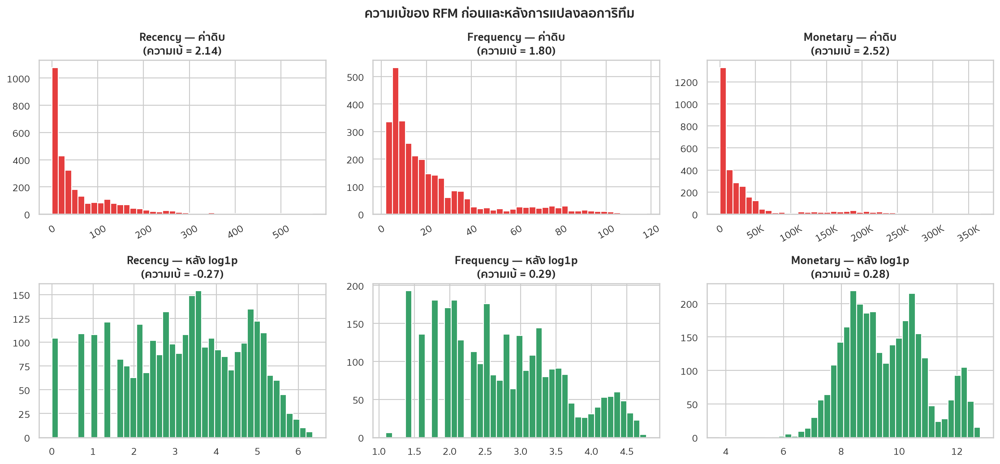 ความเบ้ของ RFM ก่อนและหลังการแปลงลอการิทึม
Recency — ค่าดิบ
(ความเบ้ = 2.14)
1000
800
600
400
200
0
0 100 200 300 400 500
Frequency — ค่าดิบ
(ความเบ้ = 1.80)
500
400
300
200
100
0
0 20 40 60 80 100 120
Monetary — ค่าดิบ
(ความเบ้ = 2.52)
1200
1000
800
600
400
200
0
0 50K 100K 150K 200K 250K 300K 350K
Recency — หลัง log1p
(ความเบ้ = -0.27)
150
125
100
75
50
25
0
0 1 2 3 4 5 6
Frequency — หลัง log1p
(ความเบ้ = 0.29)
200
150
100
50
0
1.0 1.5 2.0 2.5 3.0 3.5 4.0 4.5
Monetary — หลัง log1p
(ความเบ้ = 0.28)
200
150
100
50
0
4 6 8 10 12